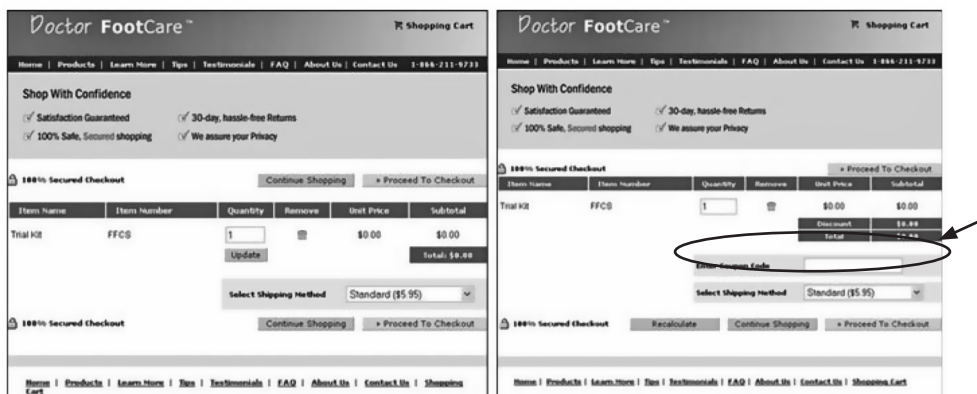 Doctor FootCare™
Shopping Cart
Home | Products | Learn More | Tips | Testimonials | FAQ | About Us | Contact Us 1-866-211-9733
Shop With Confidence
Satisfaction Guaranteed
30-day, hassle-free Returns
100% Safe, Secured shopping
We assure your Privacy
100% Secured Checkout
Continue Shopping
» Proceed To Checkout
Item Name Item Number Quantity Remove Unit Price Subtotal
Trial Kit FFCS 1 $0.00 $0.00
Update
Total: $0.00
Select Shipping Method Standard ($5.95)
100% Secured Checkout
Continue Shopping
» Proceed To Checkout
Home | Products | Learn More | Tips | Testimonials | FAQ | About Us | Contact Us | Shopping
Cart
Doctor FootCare™
Shopping Cart
Home | Products | Learn More | Tips | Testimonials | FAQ | About Us | Contact Us 1-866-211-9733
Shop With Confidence
Satisfaction Guaranteed
30-day, hassle-free Returns
100% Safe, Secured shopping
We assure your Privacy
100% Secured Checkout
» Proceed To Checkout
Item Name Item Number Quantity Remove Unit Price Subtotal
Trial Kit FFCS 1 $0.00 $0.00
Discount $0.00
Total $0.00
Enter Coupon Code
Select Shipping Method Standard ($5.95)
100% Secured Checkout
Recalculate
Continue Shopping
» Proceed To Checkout
Home | Products | Learn More | Tips | Testimonials | FAQ | About Us | Contact Us | Shopping Cart